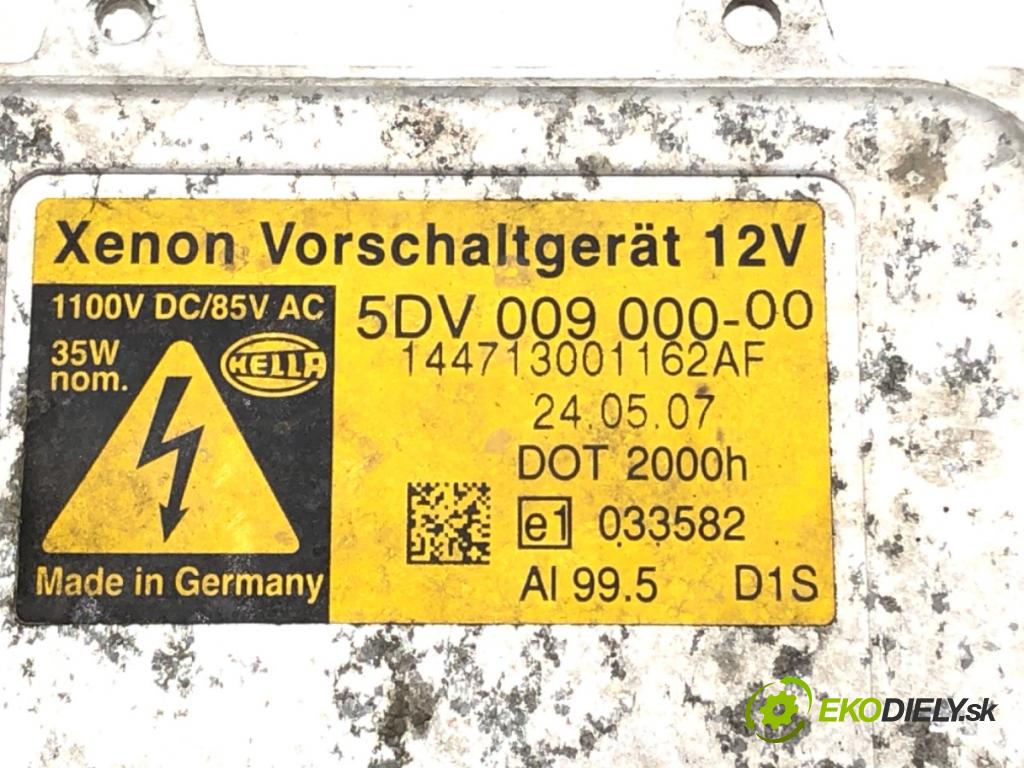 Xenon Vorschaltgerät 12V
1100V DC/85V AC
35W
nom.
HELLA
Made in Germany
5DV 009 000-00
144713001162AF
24.05.07
DOT 2000h
e1 033582
Al 99.5 D1S
EKODIELY.sk